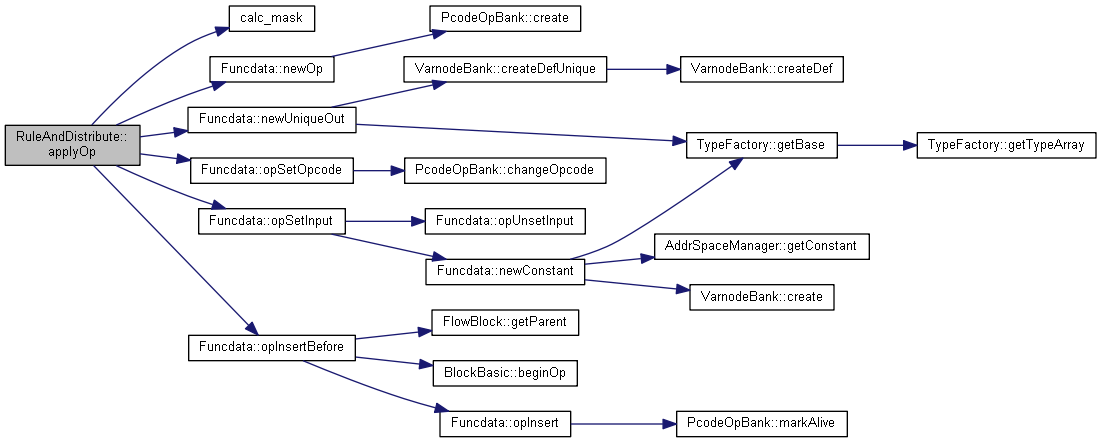 calc_mask
PcodeOpBank::create
Funcdata::newOp
VarnodeBank::createDefUnique
VarnodeBank::createDef
Funcdata::newUniqueOut
RuleAndDistribute::
applyOp
TypeFactory::getBase
TypeFactory::getTypeArray
Funcdata::opSetOpcode
PcodeOpBank::changeOpcode
Funcdata::opSetInput
Funcdata::opUnsetInput
AddrSpaceManager::getConstant
Funcdata::newConstant
VarnodeBank::create
FlowBlock::getParent
Funcdata::opInsertBefore
BlockBasic::beginOp
Funcdata::opInsert
PcodeOpBank::markAlive